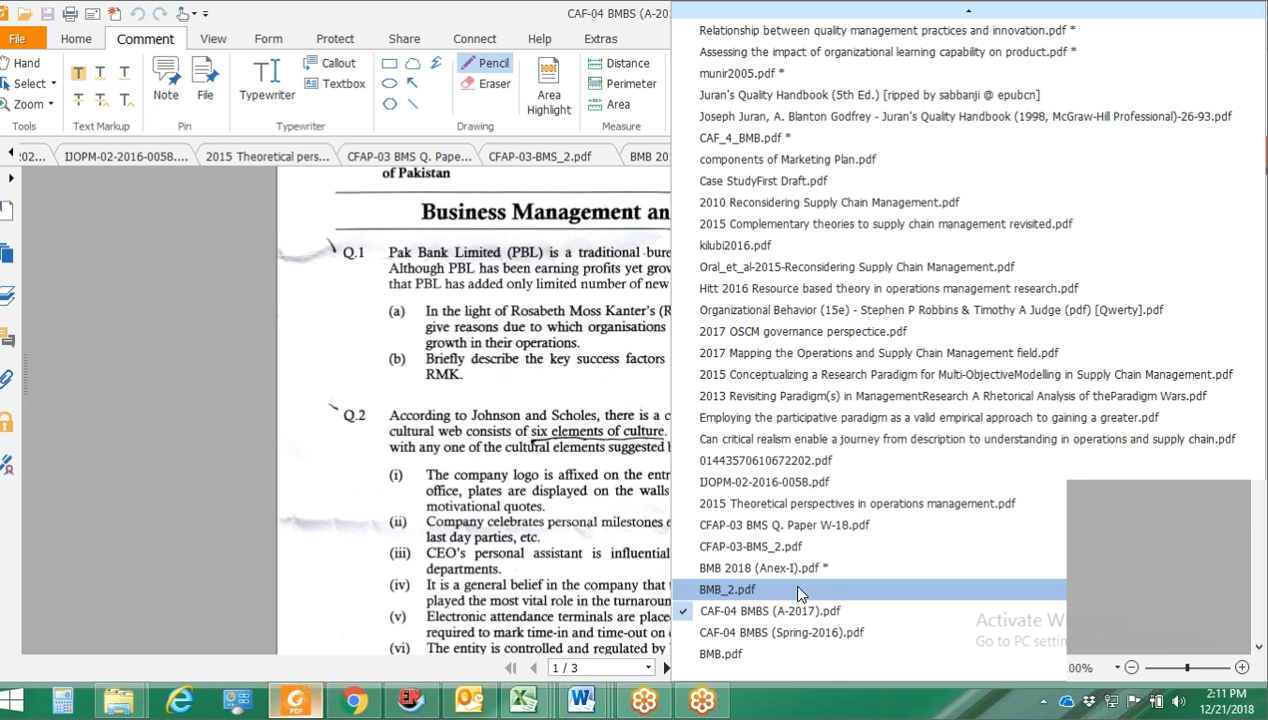 CAF-04 BMBS (A-201
File Home Comment View Form Protect Share Connect Help Extras
Hand
Select
Zoom
Tools
T T T
Text Markup
Note
File
Pin
Typewriter
Callout
Textbox
Typewriter
Pencil
Eraser
Area
Highlight
Drawing
Distance
Perimeter
Area
Measure
202... IJOPM-02-2016-0058.... 2015 Theoretical pers... CFAP-03 BMS Q. Pape... CFAP-03-BMS_2.pdf BMB 20
of Pakistan
Business Management an
Q.1 Pak Bank Limited (PBL) is a traditional bure
Although PBL has been earning profits yet grov
that PBL has added only limited number of new
(a) In the light of Rosabeth Moss Kanter's (R
give reasons due to which organisations
growth in their operations.
(b) Briefly describe the key success factors
RMK.
Q.2 According to Johnson and Scholes, there is a c
cultural web consists of six elements of culture.
with any one of the cultural elements suggested b
(i) The company logo is affixed on the entr
office, plates are displayed on the walls
motivational quotes.
(ii) Company celebrates personal milestones e
last day parties, etc.
(iii) CEO's personal assistant is influential
departments.
(iv) It is a general belief in the company that
played the most vital role in the turnaroun
(v) Electronic attendance terminals are place
required to mark time-in and time-out on
(vi) The entity is controlled and regulated by
1 / 3
Relationship between quality management practices and innovation.pdf *
Assessing the impact of organizational learning capability on product.pdf *
munir2005.pdf *
Juran's Quality Handbook (5th Ed.) [ripped by sabbanji @ epubcn]
Joseph Juran, A. Blanton Godfrey - Juran's Quality Handbook (1998, McGraw-Hill Professional)-26-93.pdf
CAF_4_BMB.pdf *
components of Marketing Plan.pdf
Case StudyFirst Draft.pdf
2010 Reconsidering Supply Chain Management.pdf
2015 Complementary theories to supply chain management revisited.pdf
kilubi2016.pdf
Oral_et_al-2015-Reconsidering Supply Chain Management.pdf
Hitt 2016 Resource based theory in operations management research.pdf
Organizational Behavior (15e) - Stephen P Robbins & Timothy A Judge (pdf) [Qwerty].pdf
2017 OSCM governance perspectice.pdf
2017 Mapping the Operations and Supply Chain Management field.pdf
2015 Conceptualizing a Research Paradigm for Multi-ObjectiveModelling in Supply Chain Management.pdf
2013 Revisiting Paradigm(s) in ManagementResearch A Rhetorical Analysis of theParadigm Wars.pdf
Employing the participative paradigm as a valid empirical approach to gaining a greater.pdf
Can critical realism enable a journey from description to understanding in operations and supply chain.pdf
01443570610672202.pdf
IJOPM-02-2016-0058.pdf
2015 Theoretical perspectives in operations management.pdf
CFAP-03 BMS Q. Paper W-18.pdf
CFAP-03-BMS_2.pdf
BMB 2018 (Anex-I).pdf *
BMB_2.pdf
CAF-04 BMBS (A-2017).pdf
CAF-04 BMBS (Spring-2016).pdf
BMB.pdf
Activate W
Go to PC settin
00%
2:11 PM
12/21/2018